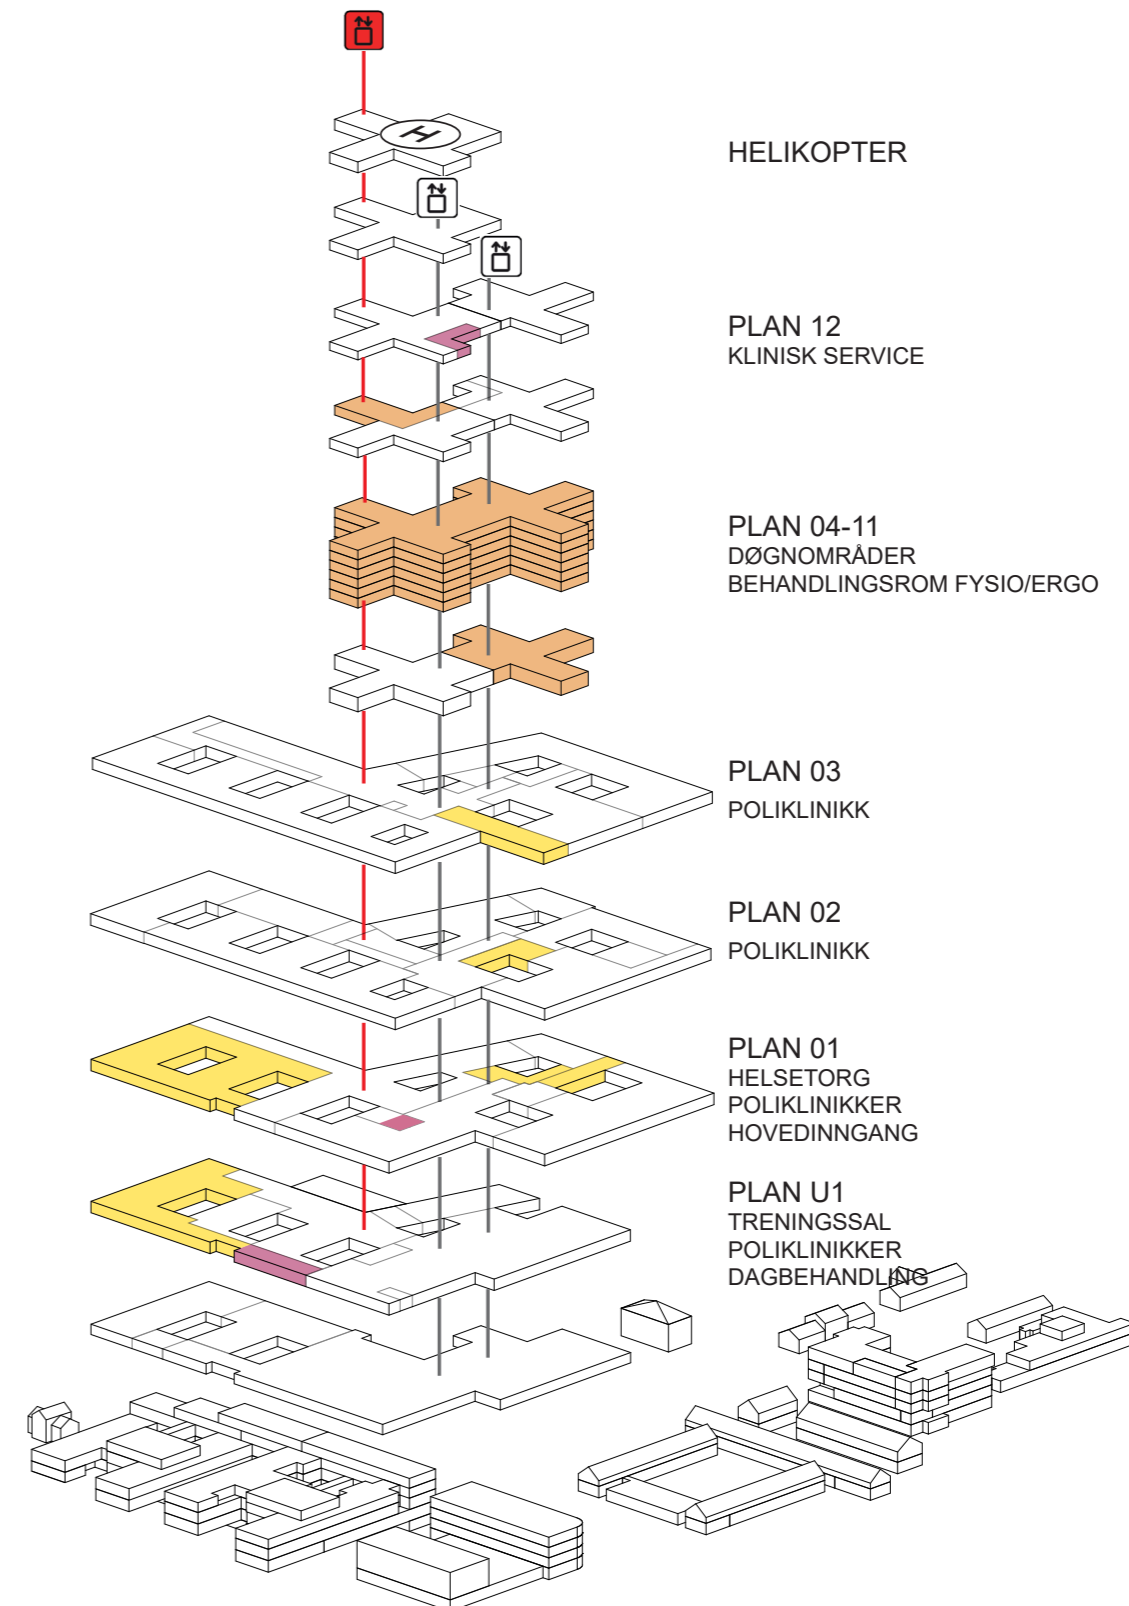 H
HELIKOPTER
PLAN 12
KLINISK SERVICE
PLAN 04-11
DØGNOMRÅDER
BEHANDLINGSROM FYSIO/ERGO
PLAN 03
POLIKLINIKK
PLAN 02
POLIKLINIKK
PLAN 01
HELSETORG
POLIKLINIKKER
HOVEDINNGANG
PLAN U1
TRENINGSSAL
POLIKLINIKKER
DAGBEHANDLING